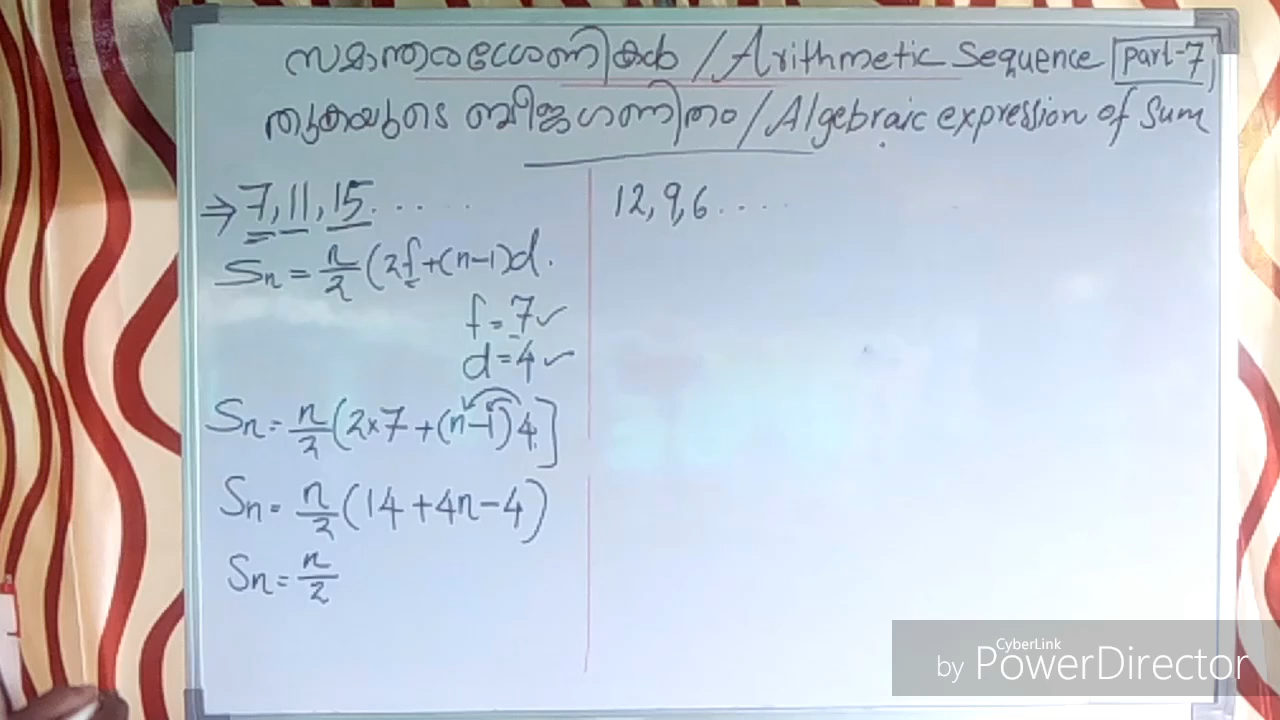 സമാന്തരശ്രേണികൾ / Arithmetic Sequence part-7
തുകയുടെ ബീജഗണിതം / Algebraic expression of Sum
⇒ 7, 11, 15.....
Sn = n/2 (2f+(n-1)d.
f = 7 ✓
d = 4 ✓
Sn = n/2 (2×7+(n-1)4]
Sn = n/2 (14+4n-4)
Sn = n/2
12, 9, 6....
CyberLink
by PowerDirector